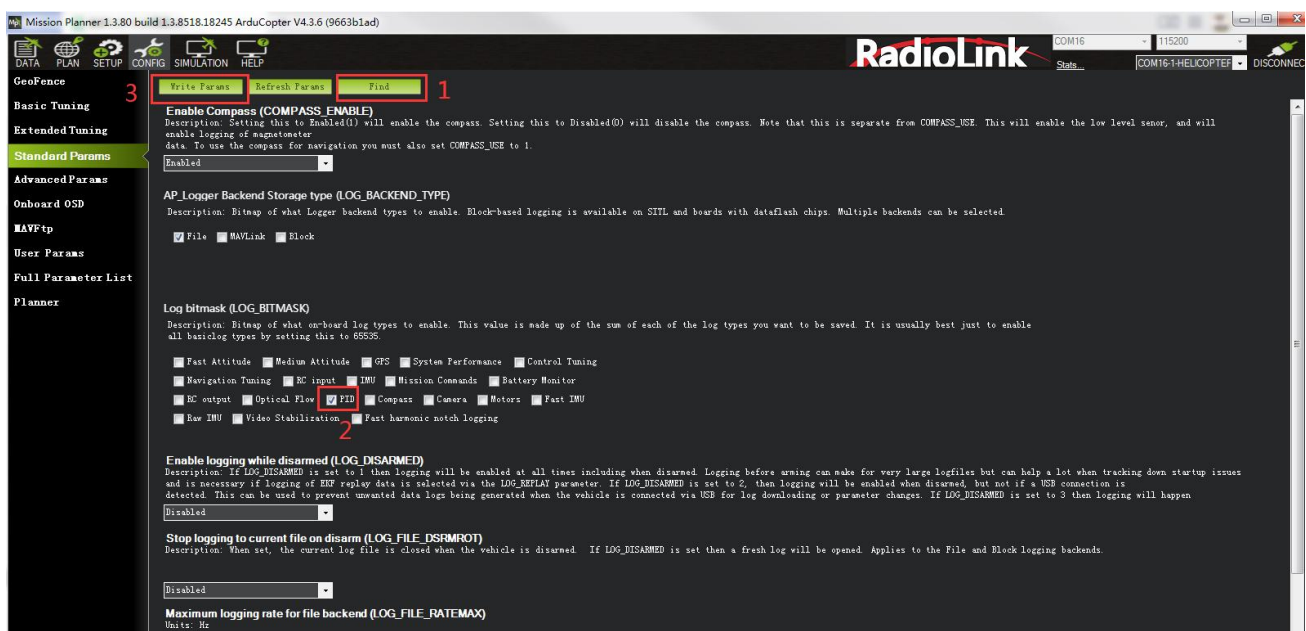 Mission Planner 1.3.80 build 1.3.8518.18245 ArduCopter V4.3.6 (9663b1ad)
DATA PLAN SETUP CONFIG SIMULATION HELP
RadioLink
COM16 115200
Stats... COM16-1-HELICOPTER DISCONNEC
GeoFence
Basic Tuning
Extended Tuning
Standard Params
Advanced Params
Onboard OSD
MAVFtp
User Params
Full Parameter List
Planner
3 Write Params Refresh Params Find 1
Enable Compass (COMPASS_ENABLE)
Description: Setting this to Enabled(1) will enable the compass. Setting this to Disabled(0) will disable the compass. Note that this is separate from COMPASS_USE. This will enable the low level senor, and will
enable logging of magnetometer
data. To use the compass for navigation you must also set COMPASS_USE to 1.
Enabled
AP_Logger Backend Storage type (LOG_BACKEND_TYPE)
Description: Bitmap of what Logger backend types to enable. Block-based logging is available on SITL and boards with dataflash chips. Multiple backends can be selected.
File MAVLink Block
Log bitmask (LOG_BITMASK)
Description: Bitmap of what on-board log types to enable. This value is made up of the sum of each of the log types you want to be saved. It is usually best just to enable
all basiclog types by setting this to 65535.
Fast Attitude Medium Attitude GPS System Performance Control Tuning
Navigation Tuning RC input IMU Mission Commands Battery Monitor
RC output Optical Flow PID Compass Camera Motors Fast IMU
Raw IMU Video Stabilization Fast harmonic notch logging
2
Enable logging while disarmed (LOG_DISARMED)
Description: If LOG_DISARMED is set to 1 then logging will be enabled at all times including when disarmed. Logging before arming can make for very large logfiles but can help a lot when tracking down startup issues
and is necessary if logging of EKF replay data is selected via the LOG_REPLAY parameter. If LOG_DISARMED is set to 2, then logging will be enabled when disarmed, but not if a USB connection is
detected. This can be used to prevent unwanted data logs being generated when the vehicle is connected via USB for log downloading or parameter changes. If LOG_DISARMED is set to 3 then logging will happen
Disabled
Stop logging to current file on disarm (LOG_FILE_DSRMROT)
Description: When set, the current log file is closed when the vehicle is disarmed. If LOG_DISARMED is set then a fresh log will be opened. Applies to the File and Block logging backends.
Disabled
Maximum logging rate for file backend (LOG_FILE_RATEMAX)
Units: Hz